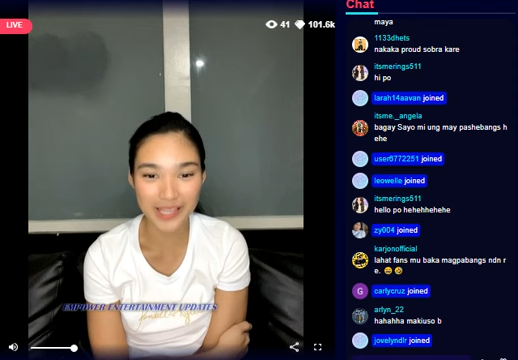 LIVE
41
101.6k
EMPOWER ENTERTAINMENT UPDATES
Chat
maya
1133dhets
nakaka proud sobra kare
itsmerings511
hi po
larah14aavan joined
itsme._angela
bagay Sayo mi ung may pashebangs h
ehe
user6772251 joined
leowelle joined
itsmerings511
hello po hehehhehehe
zy004 joined
karjonofficial
lahat fans mu baka magpabangs ndn r
e. 😄 🤣
carlycruz joined
G
arlyn_22
hahahha makiuso b
jovelyndlr joined